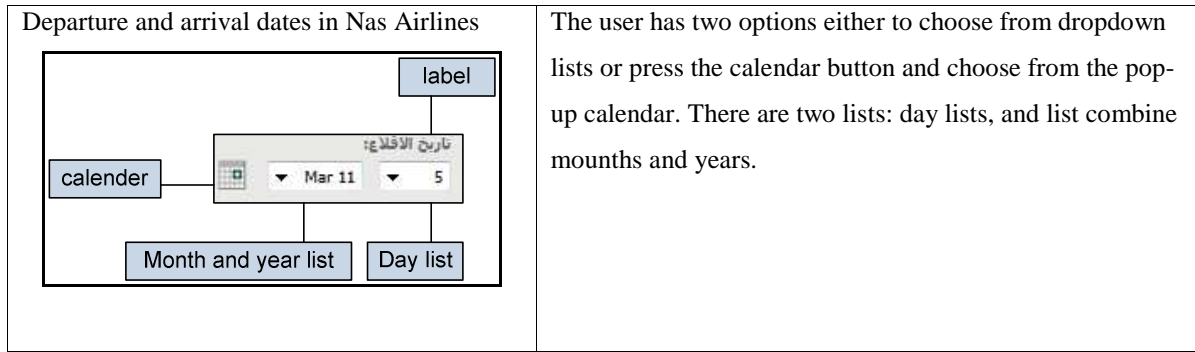 Departure and arrival dates in Nas Airlines
label
تاريخ الاقلاع:
calender
Mar 11
5
Month and year list
Day list
The user has two options either to choose from dropdown
lists or press the calendar button and choose from the pop-
up calendar. There are two lists: day lists, and list combine
mounths and years.